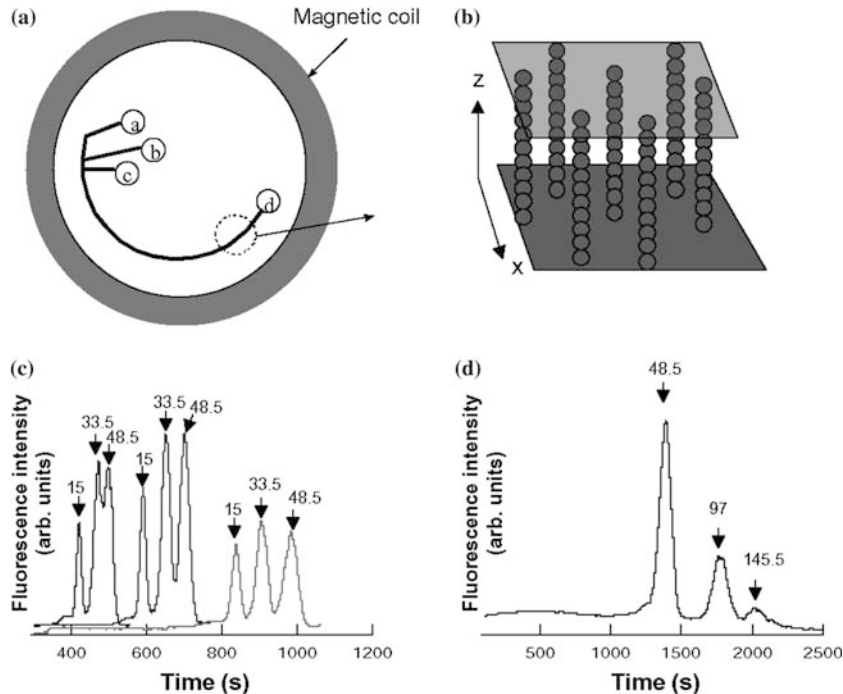 (a)
Magnetic coil
a
b
c
d
(b)
z
x
(c)
Fluorescence intensity
(arb. units)
15
33.5
48.5
15
33.5
48.5
15
33.5
48.5
400 600 800 1000 1200
Time (s)
(d)
Fluorescence intensity
(arb. units)
48.5
97
145.5
500 1000 1500 2000 2500
Time (s)